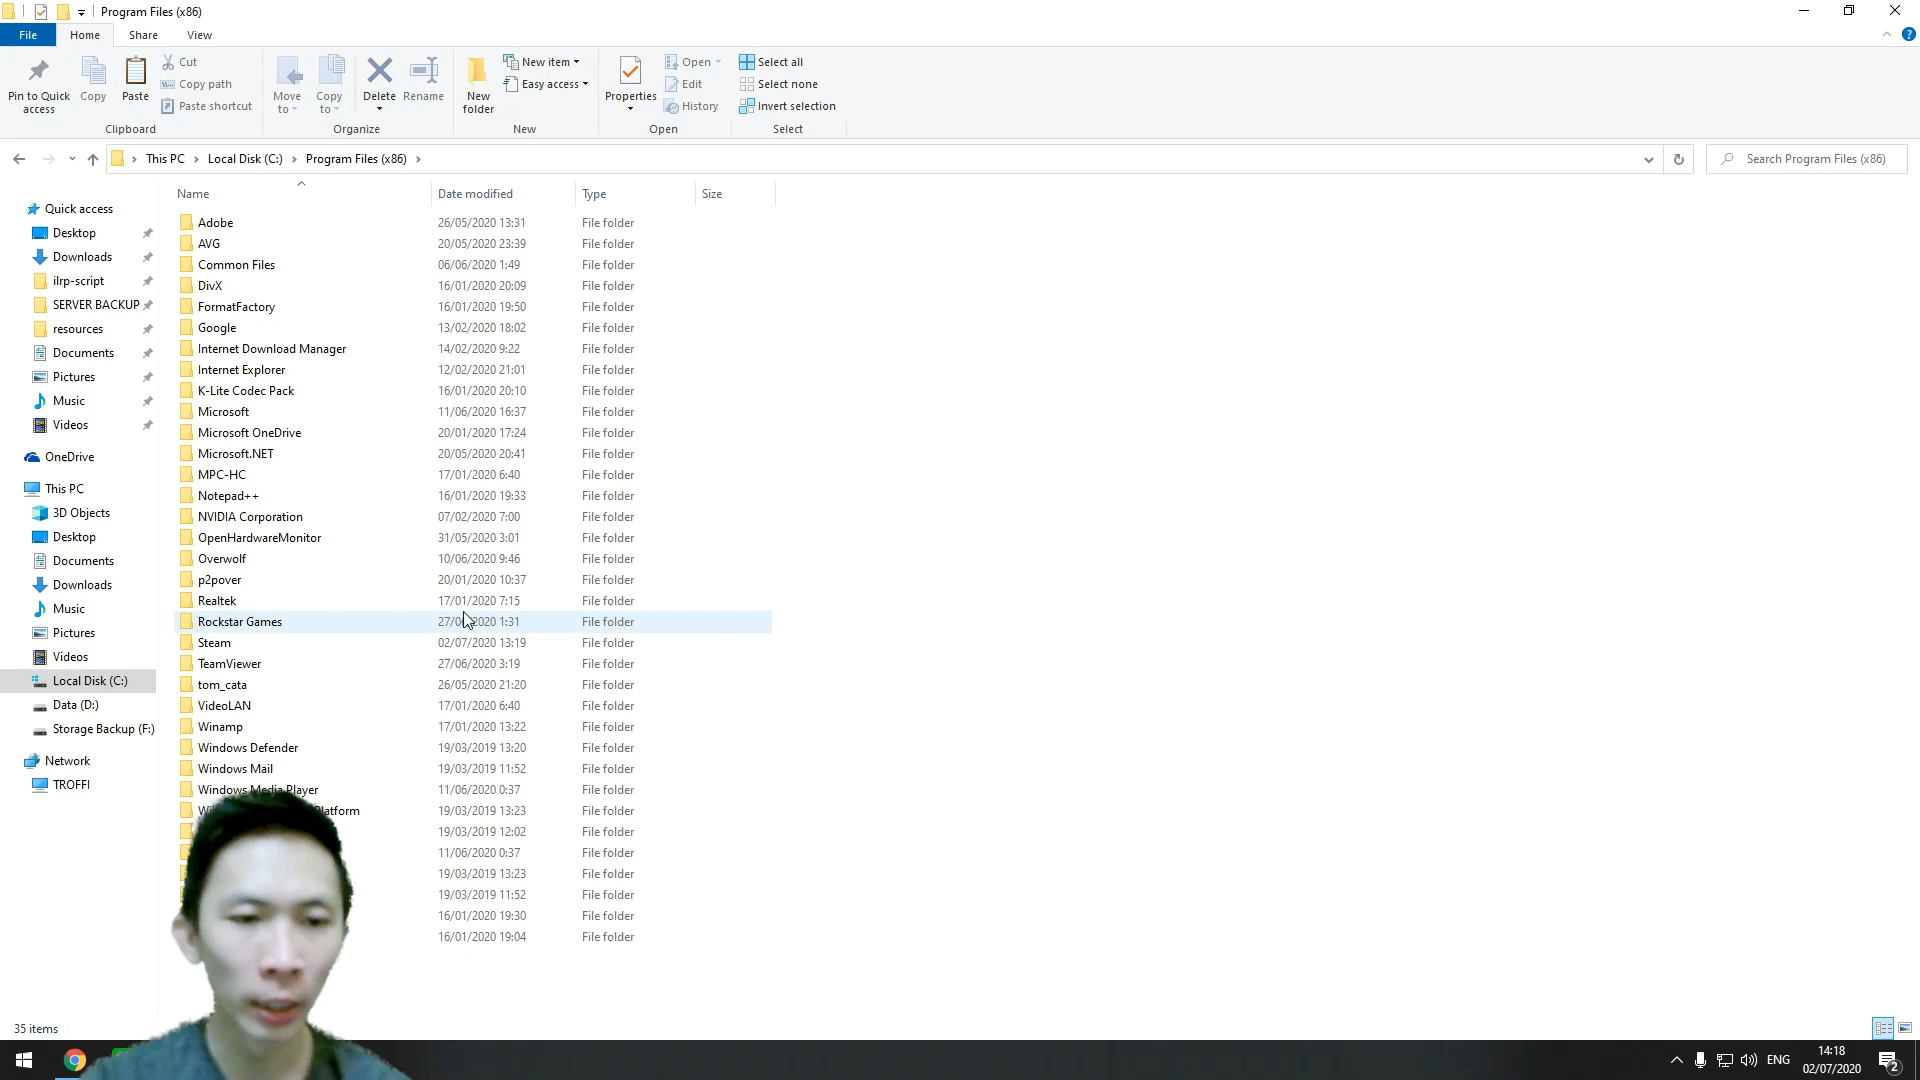 Program Files (x86)
File
Home
Share
View
Pin to Quick access
Copy
Paste
Cut
Copy path
Paste shortcut
Clipboard
Move to
Copy to
Delete
Rename
Organize
New folder
New item
Easy access
New
Properties
Open
Edit
History
Open
Select all
Select none
Invert selection
Select
This PC > Local Disk (C:) > Program Files (x86) >
Search Program Files (x86)
Name Date modified Type Size
Quick access
Desktop
Downloads
ilrp-script
SERVER BACKUP
resources
Documents
Pictures
Music
Videos
OneDrive
This PC
3D Objects
Desktop
Documents
Downloads
Music
Pictures
Videos
Local Disk (C:)
Data (D:)
Storage Backup (F:)
Network
TROFFI
Adobe 26/05/2020 13:31 File folder
AVG 20/05/2020 23:39 File folder
Common Files 06/06/2020 1:49 File folder
DivX 16/01/2020 20:09 File folder
FormatFactory 16/01/2020 19:50 File folder
Google 13/02/2020 18:02 File folder
Internet Download Manager 14/02/2020 9:22 File folder
Internet Explorer 12/02/2020 21:01 File folder
K-Lite Codec Pack 16/01/2020 20:10 File folder
Microsoft 11/06/2020 16:37 File folder
Microsoft OneDrive 20/01/2020 17:24 File folder
Microsoft.NET 20/05/2020 20:41 File folder
MPC-HC 17/01/2020 6:40 File folder
Notepad++ 16/01/2020 19:33 File folder
NVIDIA Corporation 07/02/2020 7:00 File folder
OpenHardwareMonitor 31/05/2020 3:01 File folder
Overwolf 10/06/2020 9:46 File folder
p2pover 20/01/2020 10:37 File folder
Realtek 17/01/2020 7:15 File folder
Rockstar Games 1:31 File folder
Steam 02/07/2020 13:19 File folder
TeamViewer 27/06/2020 3:19 File folder
tom_cata 26/05/2020 21:20 File folder
VideoLAN 17/01/2020 6:40 File folder
Winamp 17/01/2020 13:22 File folder
Windows Defender 19/03/2019 13:20 File folder
Windows Mail 19/03/2019 11:52 File folder
Windows Media Player 11/06/2020 0:37 File folder
19/03/2019 13:23 File folder
19/03/2019 12:02 File folder
11/06/2020 0:37 File folder
19/03/2019 13:23 File folder
19/03/2019 11:52 File folder
16/01/2020 19:30 File folder
16/01/2020 19:04 File folder
35 items
ENG
14:18
02/07/2020
2